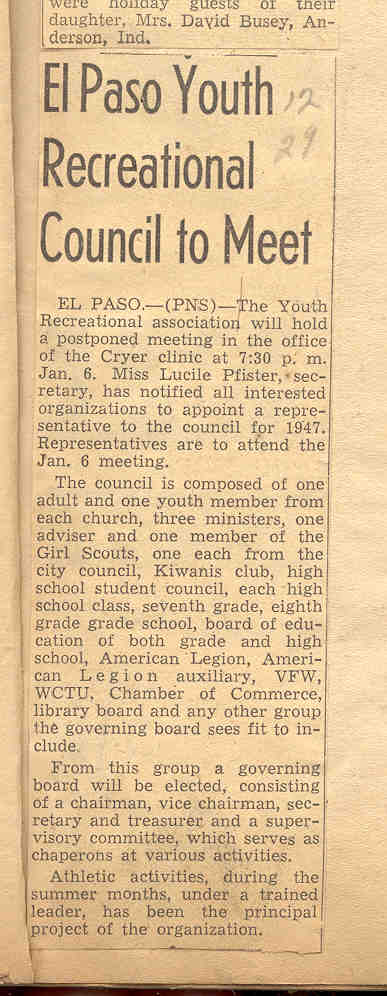 were holiday guests of their
daughter, Mrs. David Busey, An-
derson, Ind.
El Paso Youth
12
29
Recreational
Council to Meet
EL PASO.—(PNS)—The Youth
Recreational association will hold
a postponed meeting in the office
of the Cryer clinic at 7:30 p. m.
Jan. 6. Miss Lucile Pfister, sec-
retary, has notified all interested
organizations to appoint a repre-
sentative to the council for 1947.
Representatives are to attend the
Jan. 6 meeting.
The council is composed of one
adult and one youth member from
each church, three ministers, one
adviser and one member of the
Girl Scouts, one each from the
city council, Kiwanis club, high
school student council, each high
school class, seventh grade, eighth
grade grade school, board of edu-
cation of both grade and high
school, American Legion, Ameri-
can Legion auxiliary, VFW,
WCTU, Chamber of Commerce,
library board and any other group
the governing board sees fit to in-
clude.
From this group a governing
board will be elected, consisting
of a chairman, vice chairman, sec-
retary and treasurer and a super-
visory committee, which serves as
chaperons at various activities.
Athletic activities, during the
summer months, under a trained
leader, has been the principal
project of the organization.